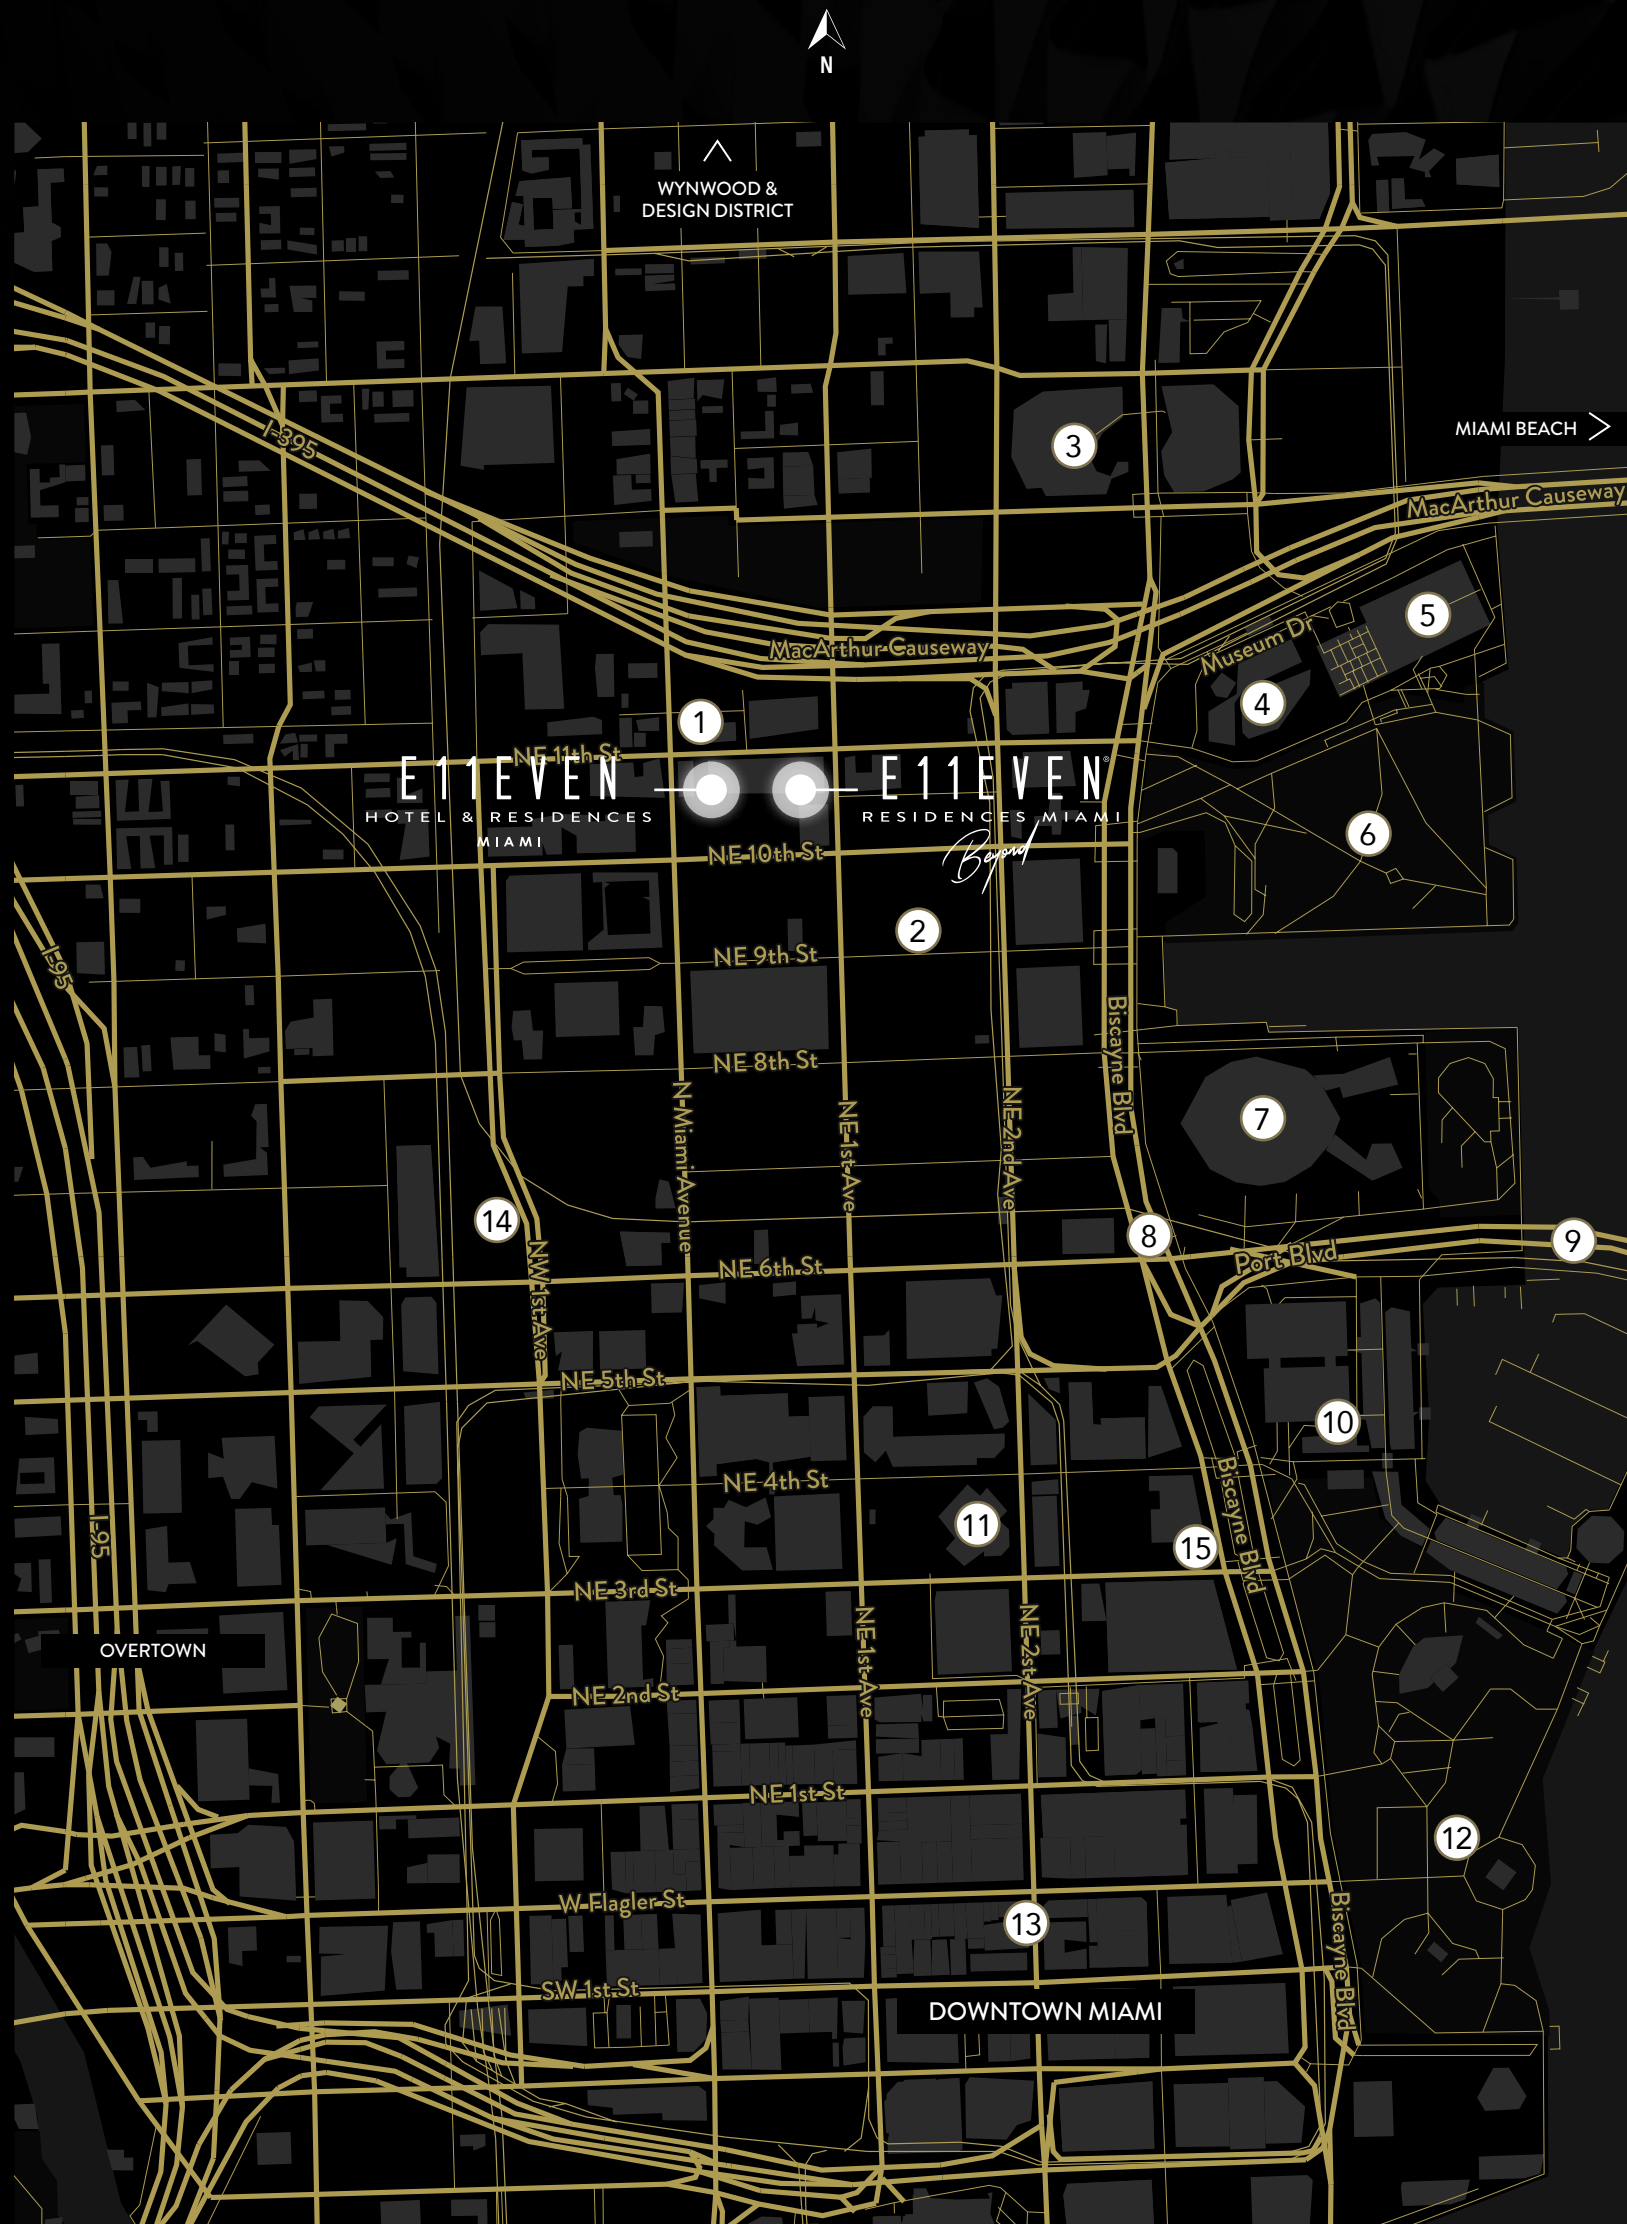 N
WYNWOOD &
DESIGN DISTRICT
I-395
3
MIAMI BEACH
MacArthur Causeway
5
Museum Dr
MacArthur Causeway
4
1
NE 11th St
E11EVEN
HOTEL & RESIDENCES
MIAMI
E11EVEN®
RESIDENCES MIAMI
Beyond
6
NE 10th St
2
I-95
NE 9th St
Biscayne Blvd
NE 8th St
N Miami Avenue
NE 1st Ave
NE 2nd Ave
7
14
8
9
Port Blvd
NW 1st Ave
NE 6th St
NE 5th St
10
NE 4th St
Biscayne Blvd
I-95
11
15
NE 3rd St
NE 1st Ave
NE 2st Ave
OVERTOWN
NE 2nd St
NE 1st St
12
W Flagler St
13
Biscayne Blvd
SW 1st St
DOWNTOWN MIAMI